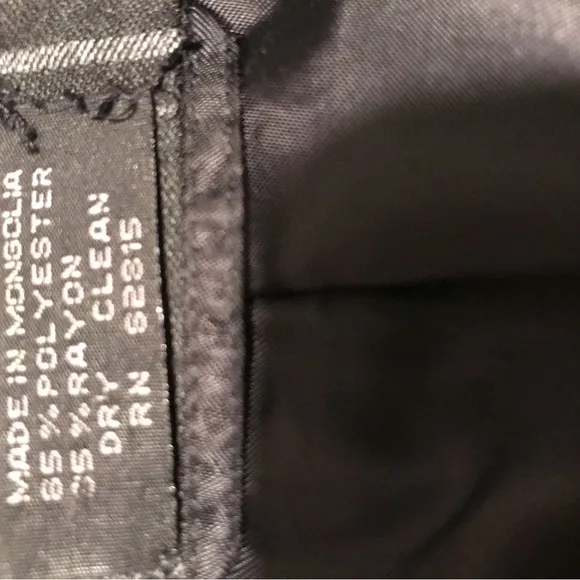 MADE IN MONGOLIA
65 % POLYESTER
35 % RAYON
DRY CLEAN
RN 62815